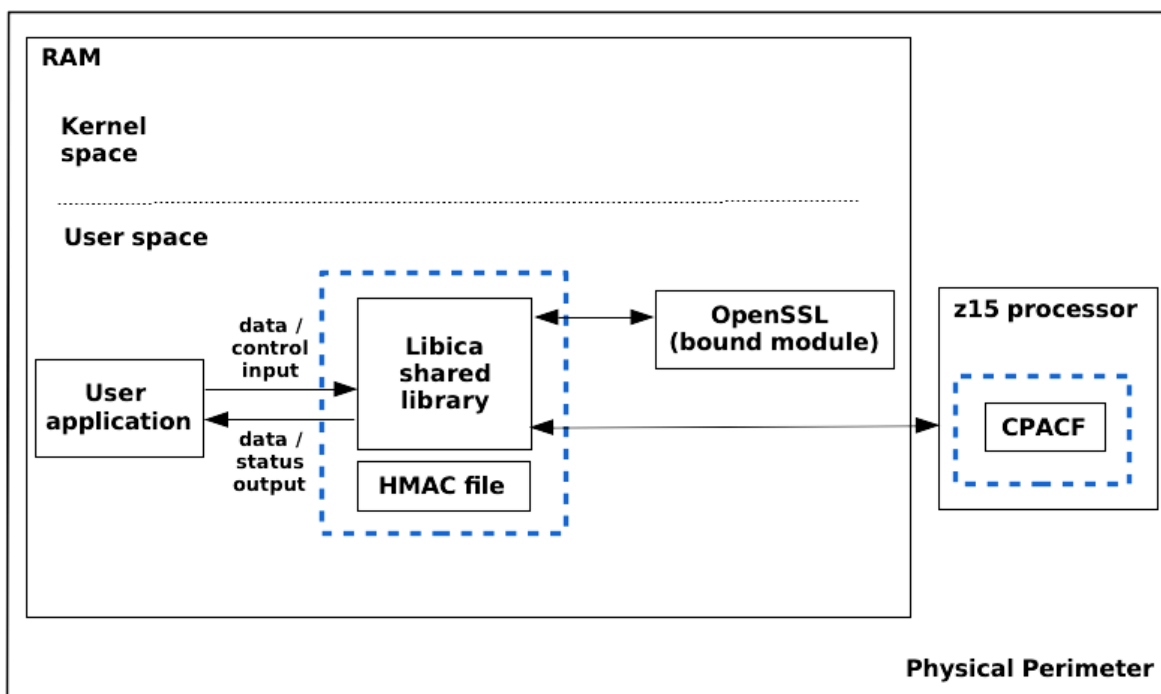 RAM
Kernel
space
User space
data /
control
input
User
application
data /
status
output
Libica
shared
library
HMAC file
OpenSSL
(bound module)
z15 processor
CPACF
Physical Perimeter